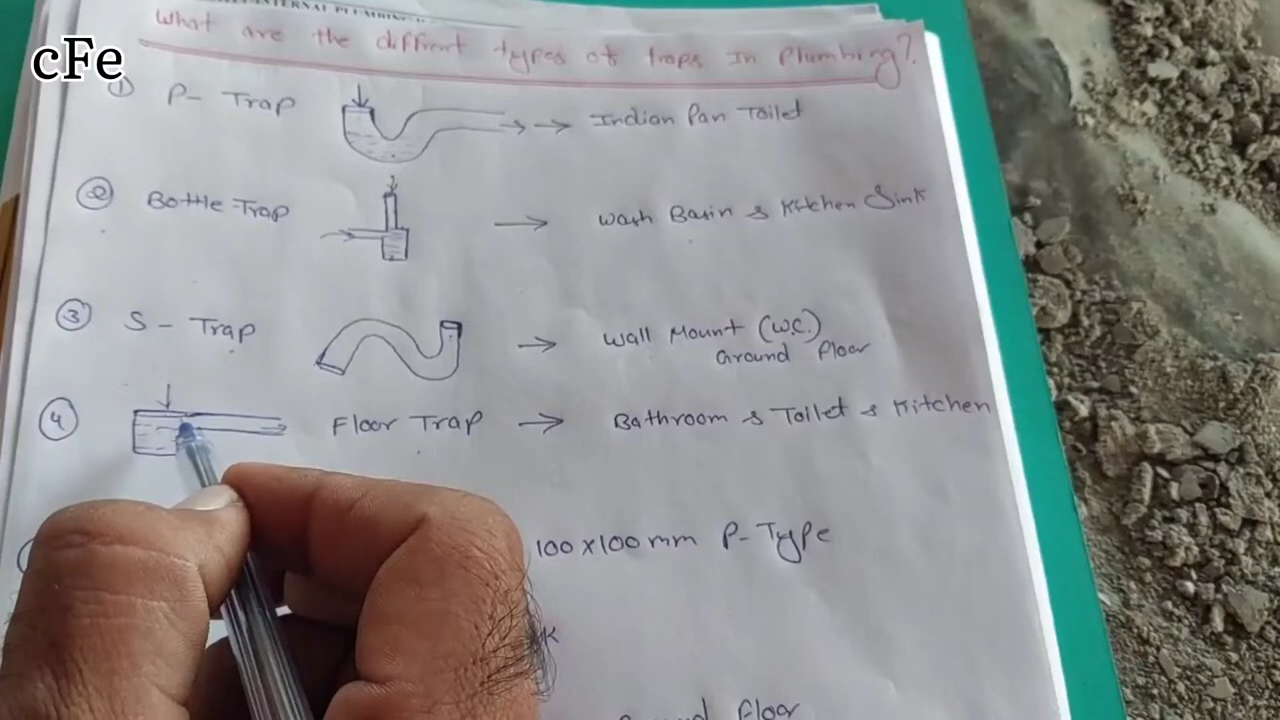 INTERNAL PLUMBING
cFe
What are the diffrent types of traps In Plumbing?
1) P- Trap → → Indian Pan Toilet
2 Bottle Trap → Wash Basin & Kitchen Sink
3 S - Trap → Wall Mount (W.C.)
Ground Floor
4 Floor Trap → Bathroom & Toilet & Kitchen
100 x 100 mm P-Type
Floor